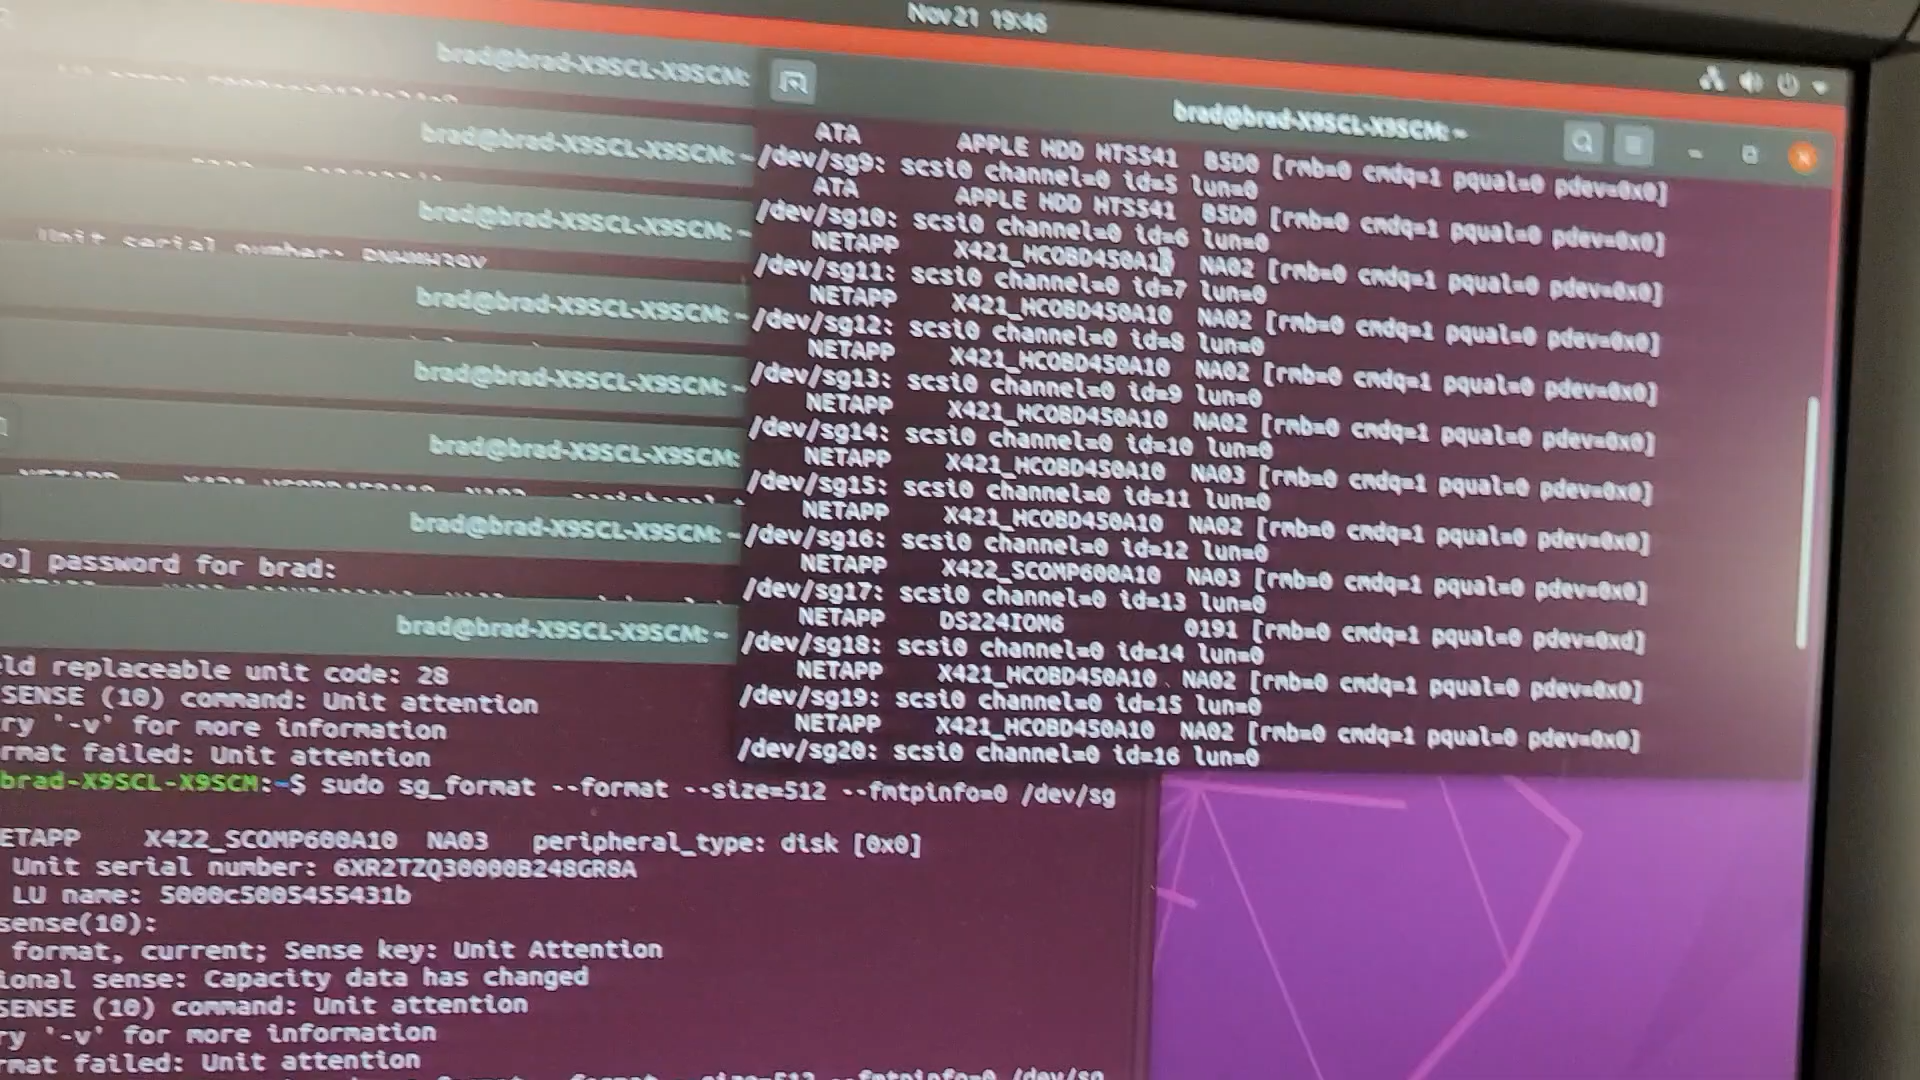 Nov 21 19:46
brad@brad-X9SCL-X9SCM:
brad@brad-X9SCL-X9SCM: ~
brad@brad-X9SCL-X9SCM: ~
Unit serial number:
brad@brad-X9SCL-X9SCM: ~
brad@brad-X9SCL-X9SCM: ~
brad@brad-X9SCL-X9SCM:
brad@brad-X9SCL-X9SCM: ~
o] password for brad:
brad@brad-X9SCL-X9SCM: ~
ld replaceable unit code: 28
SENSE (10) command: Unit attention
ry '-v' for more information
rmat failed: Unit attention
brad-X9SCL-X9SCM:~$ sudo sg_format --format --size=512 --fmtpinfo=0 /dev/sg
ETAPP X422_SCOMP600A10 NA03 peripheral_type: disk [0x0]
Unit serial number: 6XR2TZQ30000B248GR8A
LU name: 5000c5005455431b
sense(10):
format, current; Sense key: Unit Attention
ional sense: Capacity data has changed
SENSE (10) command: Unit attention
ry '-v' for more information
rmat failed: Unit attention
brad@brad-X9SCL-X9SCM: ~
ATA APPLE HDD HTS541 B5D0 [rmb=0 cmdq=1 pqual=0 pdev=0x0]
/dev/sg9: scsi0 channel=0 id=5 lun=0
ATA APPLE HDD HTS541 B5D0 [rmb=0 cmdq=1 pqual=0 pdev=0x0]
/dev/sg10: scsi0 channel=0 id=6 lun=0
NETAPP X421_HCOBD450A10 NA02 [rmb=0 cmdq=1 pqual=0 pdev=0x0]
/dev/sg11: scsi0 channel=0 id=7 lun=0
NETAPP X421_HCOBD450A10 NA02 [rmb=0 cmdq=1 pqual=0 pdev=0x0]
/dev/sg12: scsi0 channel=0 id=8 lun=0
NETAPP X421_HCOBD450A10 NA02 [rmb=0 cmdq=1 pqual=0 pdev=0x0]
/dev/sg13: scsi0 channel=0 id=9 lun=0
NETAPP X421_HCOBD450A10 NA02 [rmb=0 cmdq=1 pqual=0 pdev=0x0]
/dev/sg14: scsi0 channel=0 id=10 lun=0
NETAPP X421_HCOBD450A10 NA03 [rmb=0 cmdq=1 pqual=0 pdev=0x0]
/dev/sg15: scsi0 channel=0 id=11 lun=0
NETAPP X421_HCOBD450A10 NA02 [rmb=0 cmdq=1 pqual=0 pdev=0x0]
/dev/sg16: scsi0 channel=0 id=12 lun=0
NETAPP X422_SCOMP600A10 NA03 [rmb=0 cmdq=1 pqual=0 pdev=0x0]
/dev/sg17: scsi0 channel=0 id=13 lun=0
NETAPP DS224IOM6 0191 [rmb=0 cmdq=1 pqual=0 pdev=0xd]
/dev/sg18: scsi0 channel=0 id=14 lun=0
NETAPP X421_HCOBD450A10 NA02 [rmb=0 cmdq=1 pqual=0 pdev=0x0]
/dev/sg19: scsi0 channel=0 id=15 lun=0
NETAPP X421_HCOBD450A10 NA02 [rmb=0 cmdq=1 pqual=0 pdev=0x0]
/dev/sg20: scsi0 channel=0 id=16 lun=0